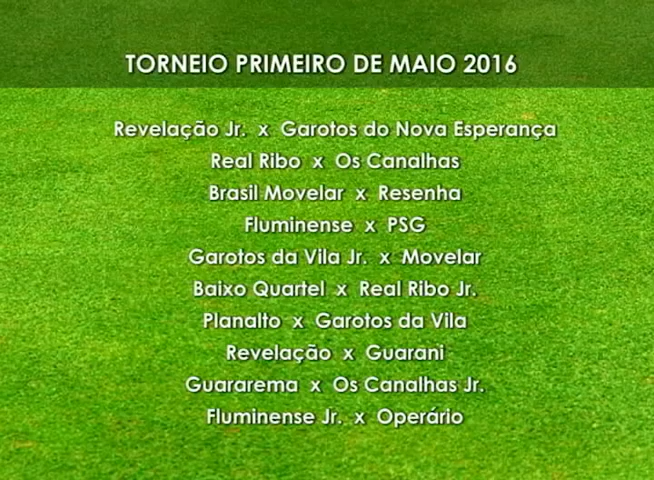 TORNEIO PRIMEIRO DE MAIO 2016
Revelação Jr. x Garotos do Nova Esperança
Real Ribo x Os Canalhas
Brasil Movelar x Resenha
Fluminense x PSG
Garotos da Vila Jr. x Movelar
Baixo Quartel x Real Ribo Jr.
Planalto x Garotos da Vila
Revelação x Guarani
Guararema x Os Canalhas Jr.
Fluminense Jr. x Operário